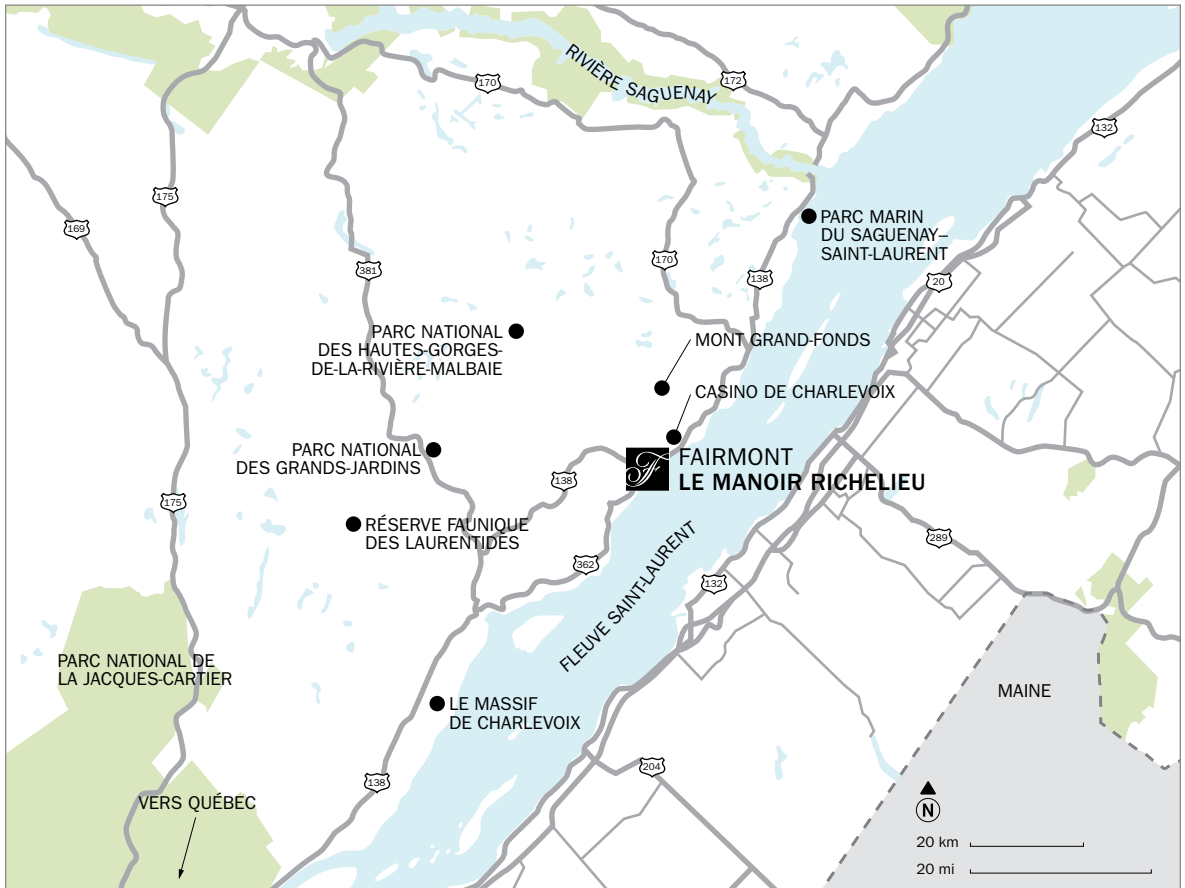 RIVIÈRE SAGUENAY
172
170
132
175
169
PARC MARIN
DU SAGUENAY–
SAINT-LAURENT
381
170
138
20
PARC NATIONAL
DES HAUTES-GORGES-
DE-LA-RIVIÈRE-MALBAIE
MONT GRAND-FONDS
CASINO DE CHARLEVOIX
PARC NATIONAL
DES GRANDS-JARDINS
F
FAIRMONT
LE MANOIR RICHELIEU
138
175
RÉSERVE FAUNIQUE
DES LAURENTIDES
289
362
132
FLEUVE SAINT-LAURENT
PARC NATIONAL DE
LA JACQUES-CARTIER
MAINE
LE MASSIF
DE CHARLEVOIX
204
138
VERS QUÉBEC
N
20 km
20 mi